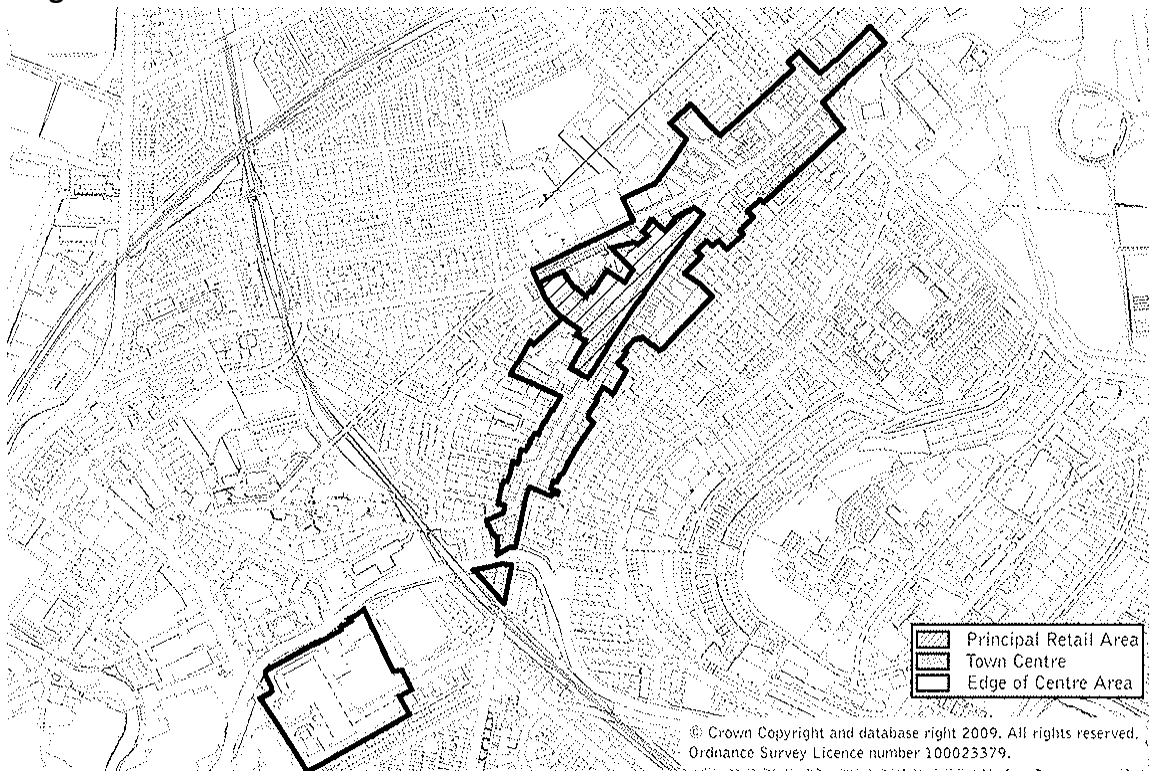 Principal Retail Area
Town Centre
Edge of Centre Area
© Crown Copyright and database right 2009. All rights reserved.
Ordnance Survey Licence number 100023379.